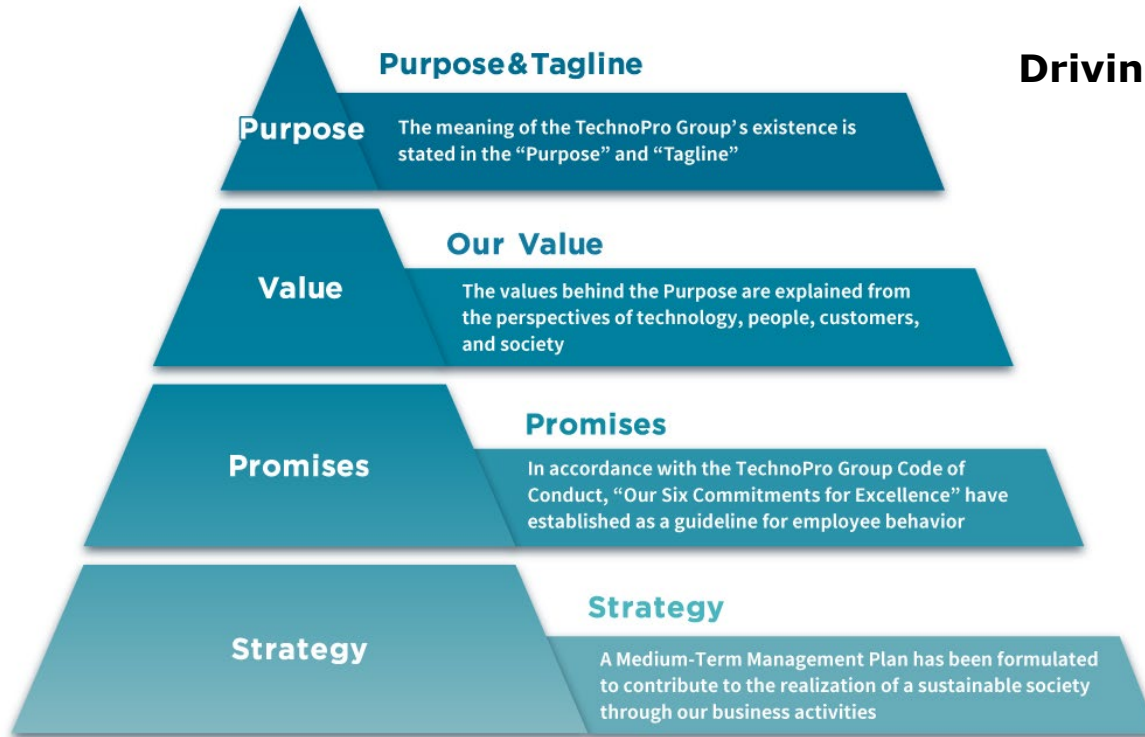 Purpose&Tagline
Drivin
Purpose
The meaning of the TechnoPro Group's existence is
stated in the “Purpose” and “Tagline”
Our Value
Value
The values behind the Purpose are explained from
the perspectives of technology, people, customers,
and society
Promises
Promises
In accordance with the TechnoPro Group Code of
Conduct, “Our Six Commitments for Excellence” have
established as a guideline for employee behavior
Strategy
Strategy
A Medium-Term Management Plan has been formulated
to contribute to the realization of a sustainable society
through our business activities